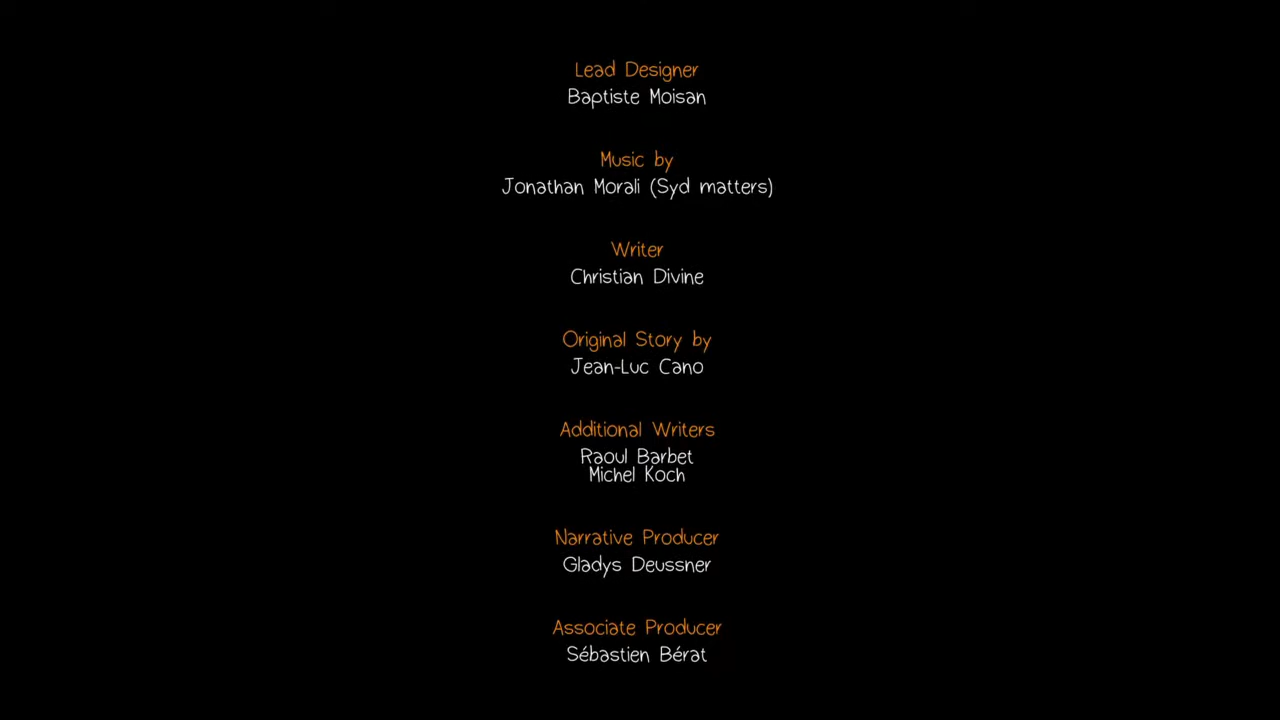 Lead Designer
Baptiste Moisan
Music by
Jonathan Morali (Syd matters)
Writer
Christian Divine
Original Story by
Jean-Luc Cano
Additional Writers
Raoul Barbet
Michel Koch
Narrative Producer
Gladys Deussner
Associate Producer
Sébastien Bérat